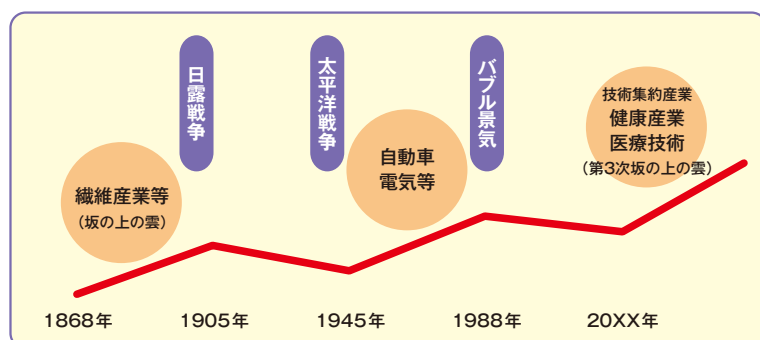 日露戦争
太平洋戦争
バブル景気
技術集約産業
健康産業
医療技術
(第3次坂の上の雲)
自動車
電気等
繊維産業等
(坂の上の雲)
1868年
1905年
1945年
1988年
20XX年